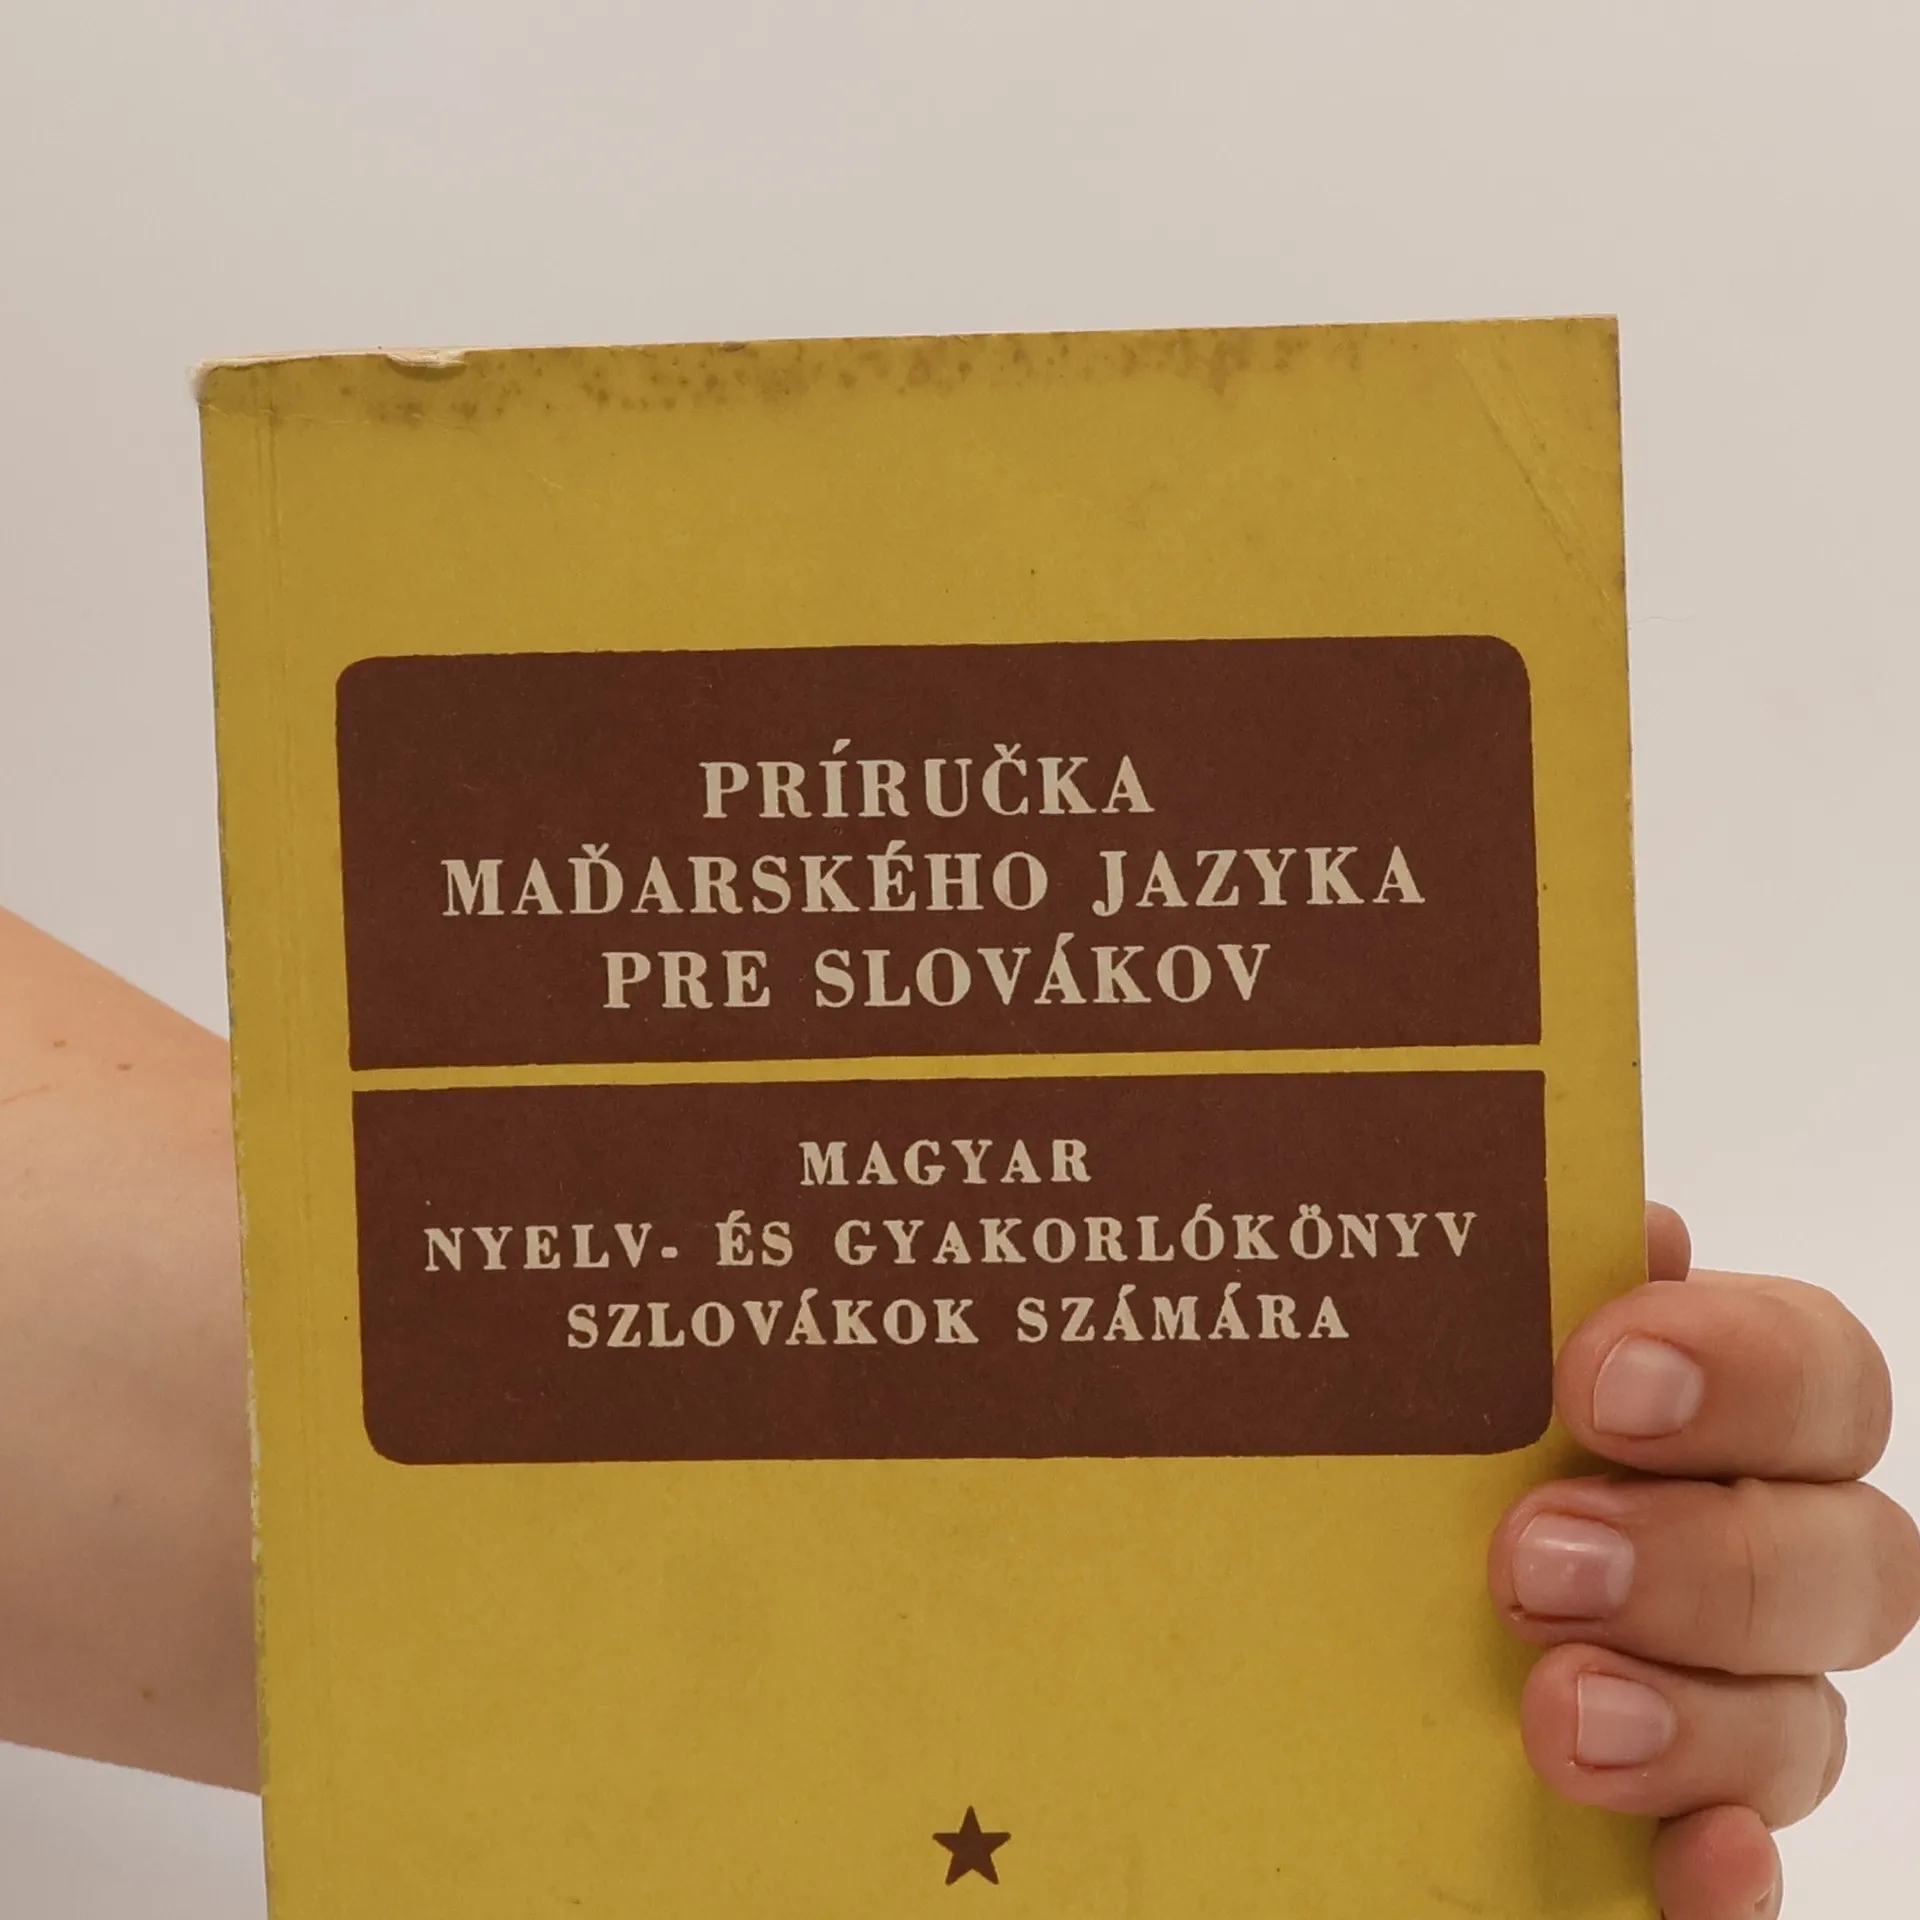 PRÍRUČKA
MAĎARSKÉHO JAZYKA
PRE SLOVÁKOV
MAGYAR
NYELV- ÉS GYAKORLÓKÖNYV
SZLOVÁKOK SZÁMÁRA